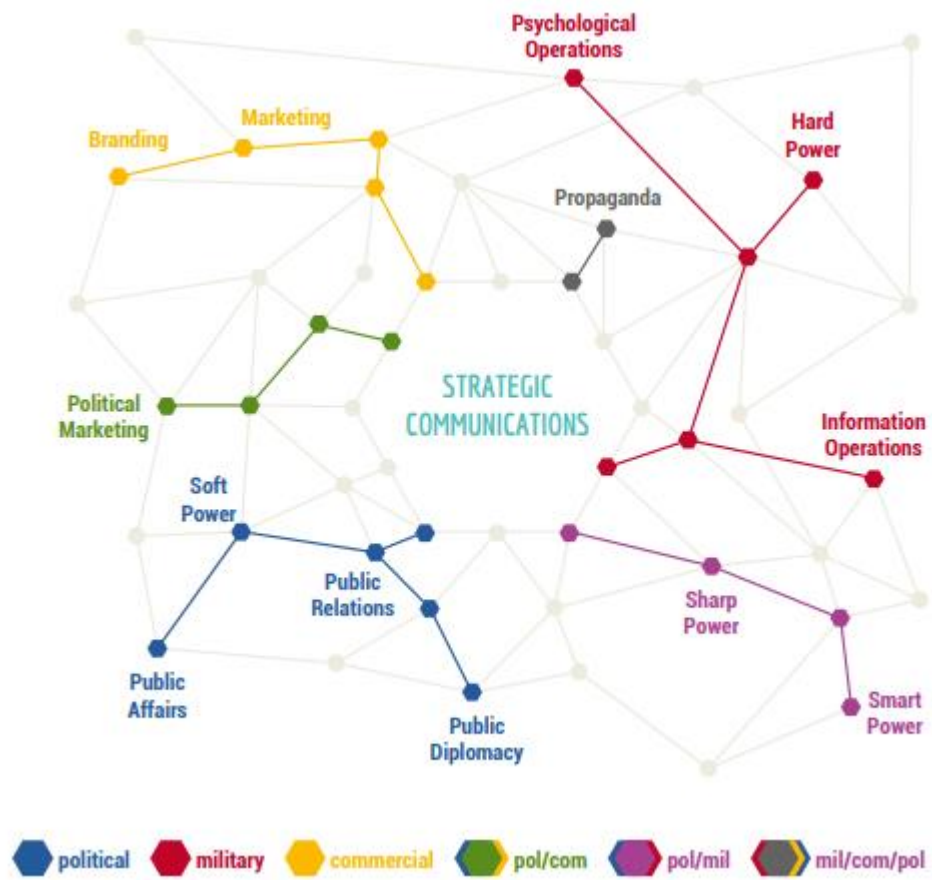 Psychological
Operations
Marketing
Branding
Hard
Power
Propaganda
STRATEGIC
COMMUNICATIONS
Political
Marketing
Information
Operations
Soft
Power
Public
Relations
Sharp
Power
Public
Affairs
Public
Diplomacy
Smart
Power
political military commercial pol/com pol/mil mil/com/pol